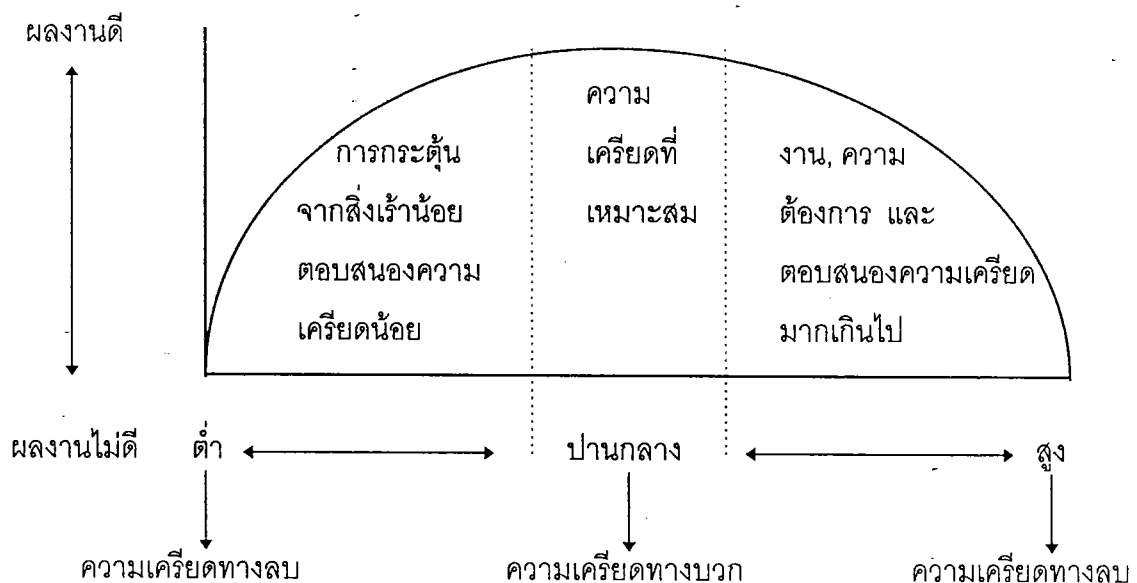 ผลงานดี
การกระตุ้น
จากสิ่งเร้าน้อย
ตอบสนองความ
เครียดน้อย
ความ
เครียดที่
เหมาะสม
งาน, ความ
ต้องการ และ
ตอบสนองความเครียด
มากเกินไป
ผลงานไม่ดี ต่ำ ปานกลาง สูง
ความเครียดทางลบ ความเครียดทางบวก ความเครียดทางลบ